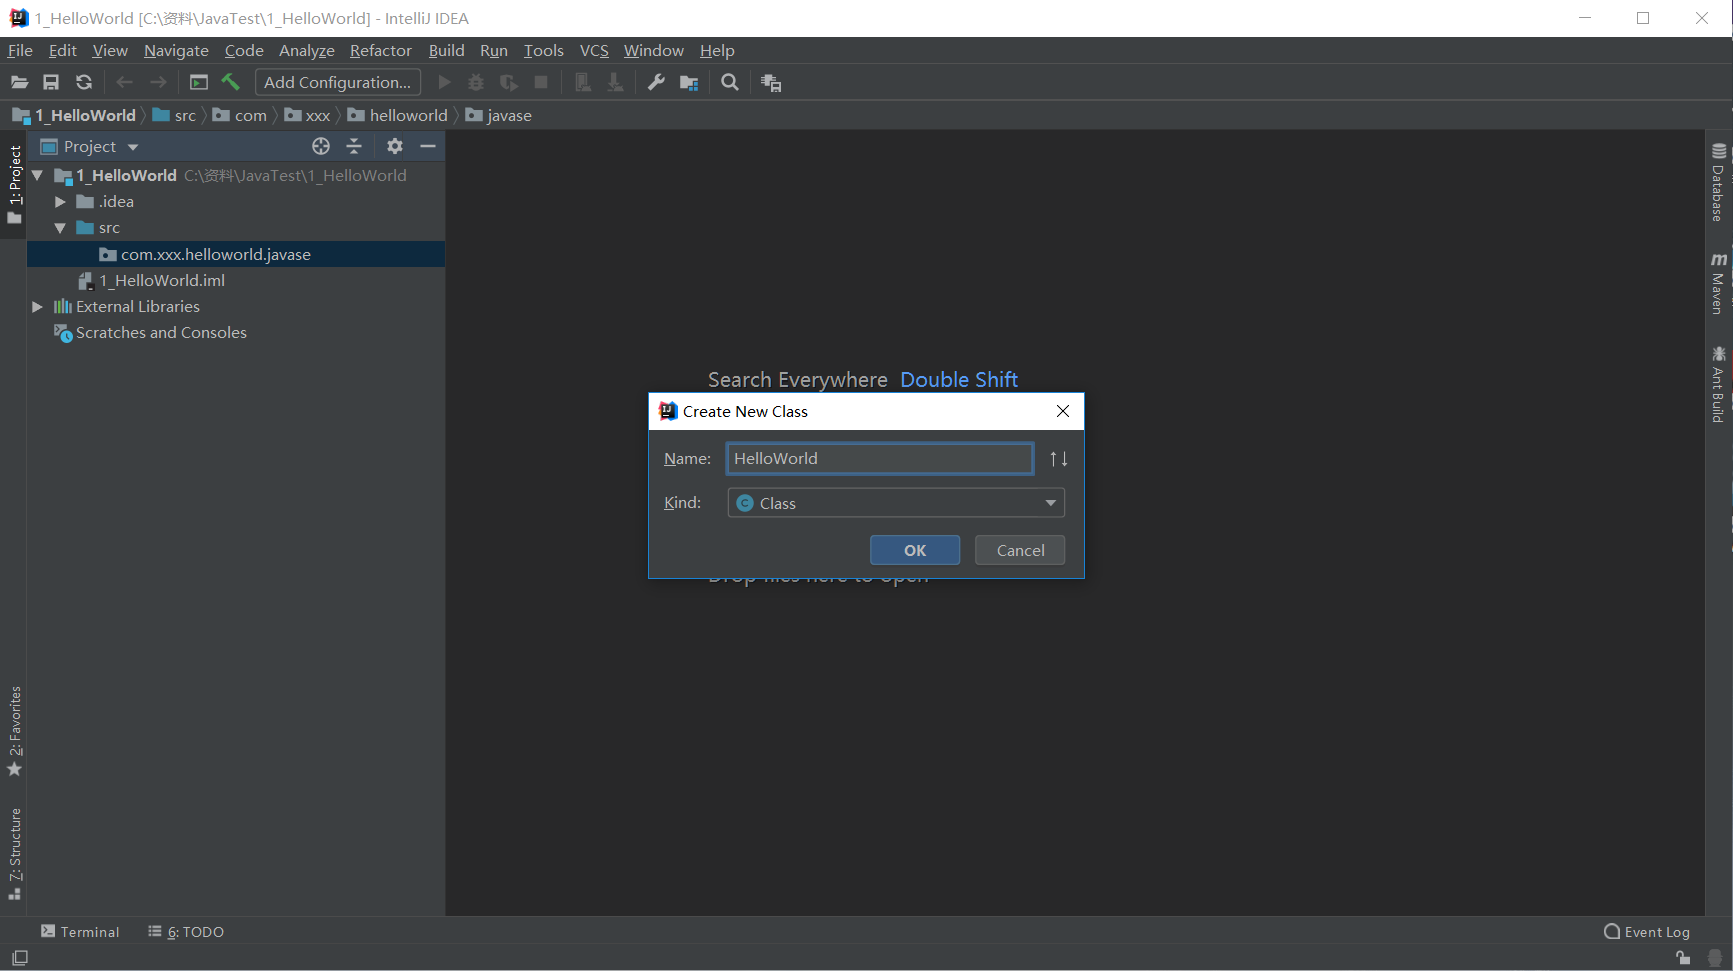 1_HelloWorld [C:\资料\JavaTest\1_HelloWorld] - IntelliJ IDEA
File Edit View Navigate Code Analyze Refactor Build Run Tools VCS Window Help
Add Configuration...
1_HelloWorld src com xxx helloworld javase
Project
1_HelloWorld C:\资料\JavaTest\1_HelloWorld
.idea
src
com.xxx.helloworld.javase
1_HelloWorld.iml
External Libraries
Scratches and Consoles
1: Project
2: Favorites
7: Structure
Search Everywhere Double Shift
Create New Class
Name: HelloWorld
Kind: Class
OK Cancel
Drop files here to open
Database
Maven
Ant Build
Terminal 6: TODO Event Log